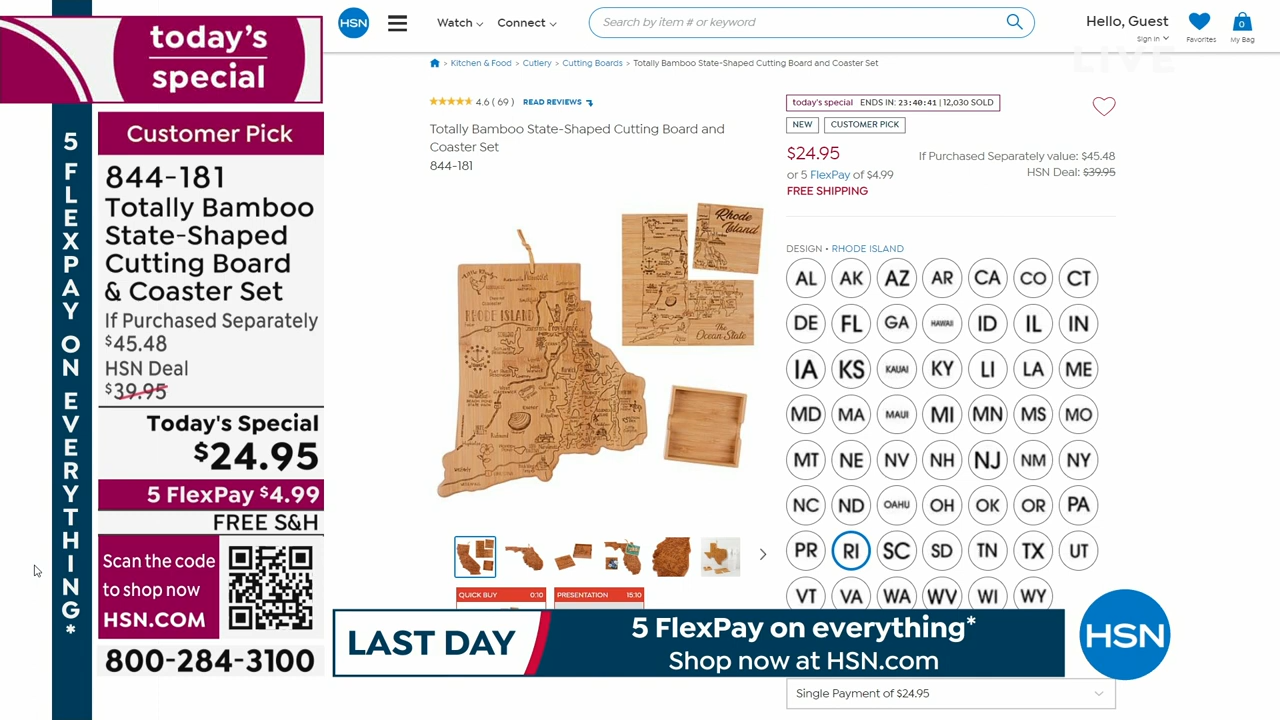 today's
special
5 FLEXPAY ON EVERYTHING*
Customer Pick
844-181
Totally Bamboo
State-Shaped
Cutting Board
& Coaster Set
If Purchased Separately
$45.48
HSN Deal
$39.95
Today's Special
$24.95
5 FlexPay $4.99
FREE S&H
Scan the code
to shop now
HSN.COM
800-284-3100
HSN
Watch
Connect
Search by item # or keyword
Hello, Guest
Sign In
Favorites
0
My Bag
LIVE
> Kitchen & Food > Cutlery > Cutting Boards > Totally Bamboo State-Shaped Cutting Board and Coaster Set
4.6 ( 69 ) READ REVIEWS
Totally Bamboo State-Shaped Cutting Board and
Coaster Set
844-181
Little Rhody
RHODE ISLAND
Providence
Rhode
Island
The
Ocean State
QUICK BUY 0:10
PRESENTATION 15:10
today's special ENDS IN: 23:40:41 | 12,030 SOLD
NEW CUSTOMER PICK
$24.95 If Purchased Separately value: $45.48
or 5 FlexPay of $4.99 HSN Deal: $39.95
FREE SHIPPING
DESIGN • RHODE ISLAND
AL AK AZ AR CA CO CT
DE FL GA HAWAII ID IL IN
IA KS KAUAI KY LI LA ME
MD MA MAUI MI MN MS MO
MT NE NV NH NJ NM NY
NC ND OAHU OH OK OR PA
PR RI SC SD TN TX UT
VT VA WA WV WI WY
LAST DAY
5 FlexPay on everything*
Shop now at HSN.com
HSN
Single Payment of $24.95